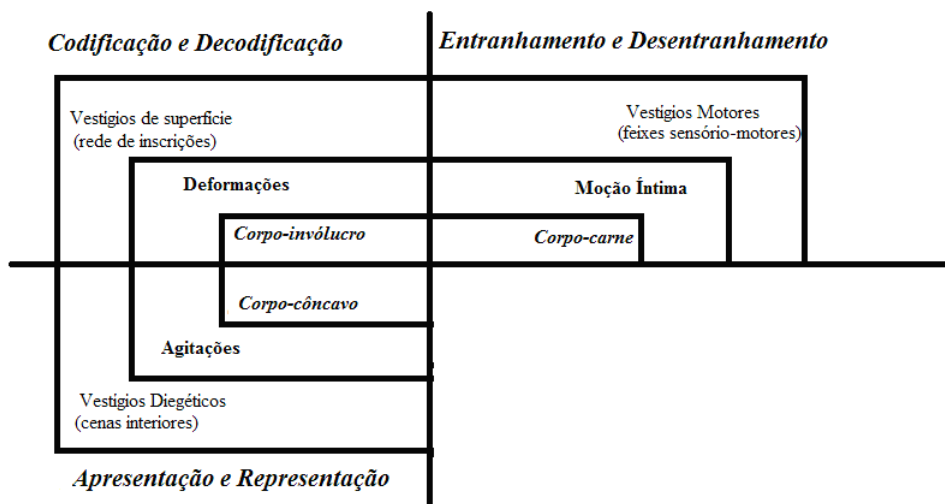 Codificação e Decodificação
Entranhamento e Desentranhamento
Vestígios de superfície
(rede de inscrições)
Vestígios Motores
(feixes sensório-motores)
Deformações
Moção Íntima
Corpo-invólucro
Corpo-carne
Corpo-côncavo
Agitações
Vestígios Diegéticos
(cenas interiores)
Apresentação e Representação